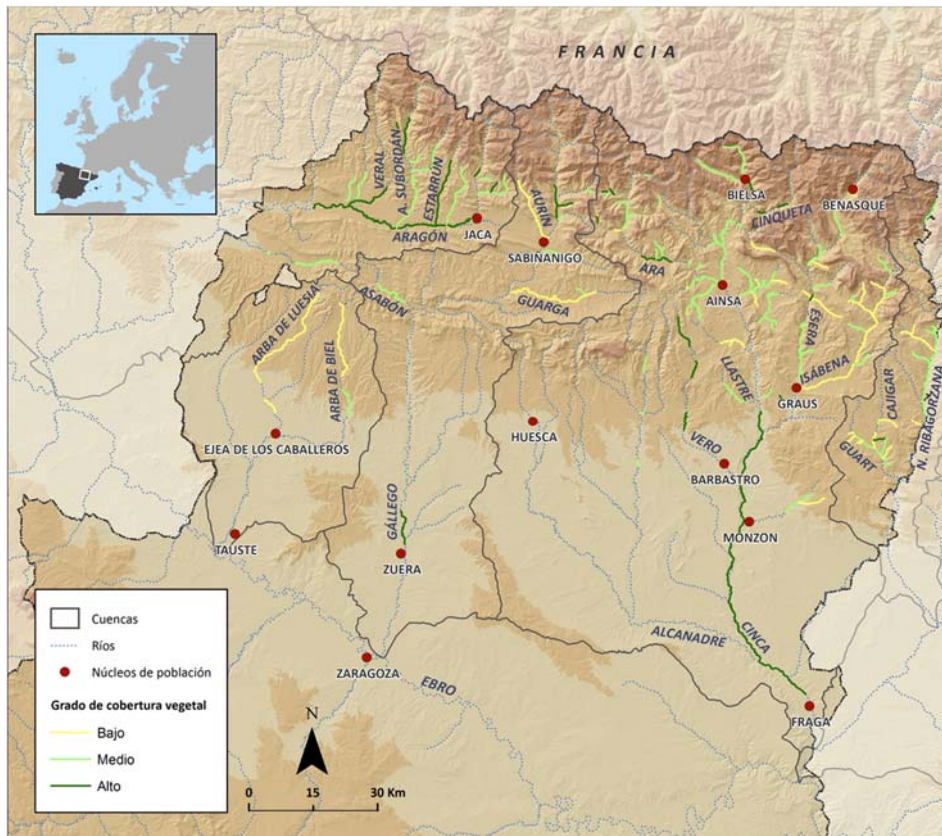 FRANCIA
VERAL
A. SUBORDÁN
ESTARRÚN
AURIN
BIELSA
BENASQUE
CINQUETA
JACA
ARAGÓN
SABIÑANIGO
ARA
AINSA
ASABÓN
GUARGA
ARBA DE LUESIA
ARBA DE BIEL
LLASTRE
ÉSERA
ISÁBENA
GRAUS
CAJIGAR
N. RIBAGORZANA
HUESCA
EJEA DE LOS CABALLEROS
VERO
GUART
BARBASTRO
GÁLLEGO
MONZON
TAUSTE
ZUERA
Cuencas
Ríos
Núcleos de población
Grado de cobertura vegetal
Bajo
Medio
Alto
ALCANADRE
CINCA
ZARAGOZA
EBRO
FRAGA
N
0 15 30 Km